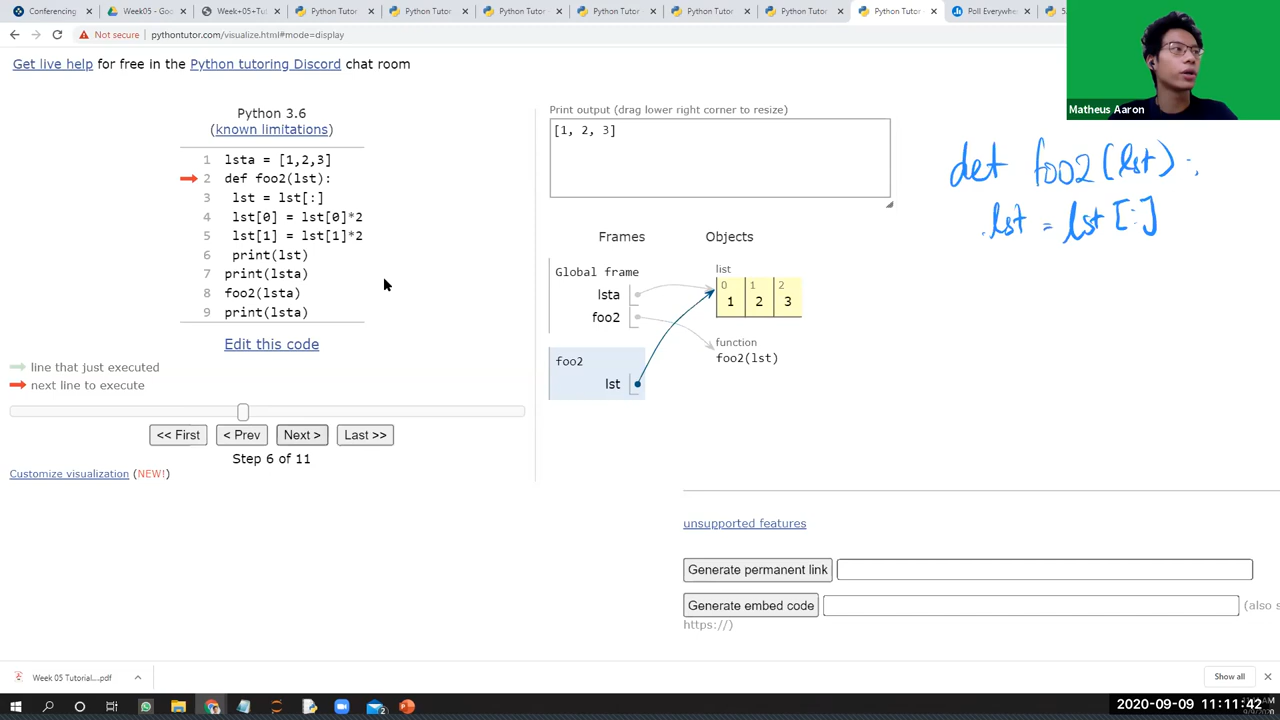 Conferencing
Week05 - Goo
Week+05+Tut
Python Tutor
Python Tutor
Python Tutor
Python Tutor
Python Tutor
Python Tutor
Python Tutor
Poll Everywhere
Not secure | pythontutor.com/visualize.html#mode=display
Get live help for free in the Python tutoring Discord chat room
Matheus Aaron
Python 3.6
(known limitations)
1 lsta = [1,2,3]
2 def foo2(lst):
3 lst = lst[:]
4 lst[0] = lst[0]*2
5 lst[1] = lst[1]*2
6 print(lst)
7 print(lsta)
8 foo2(lsta)
9 print(lsta)
Edit this code
line that just executed
next line to execute
<< First
< Prev
Next >
Last >>
Step 6 of 11
Customize visualization (NEW!)
Print output (drag lower right corner to resize)
[1, 2, 3]
Frames Objects
Global frame
lsta
foo2
list
0 1 2
1 2 3
function
foo2(lst)
foo2
lst
def foo2(lst):
lst = lst[:]
unsupported features
Generate permanent link
Generate embed code
(also s
https://)
Week 05 Tutorial....pdf
Show all
2020-09-09 11:11:42